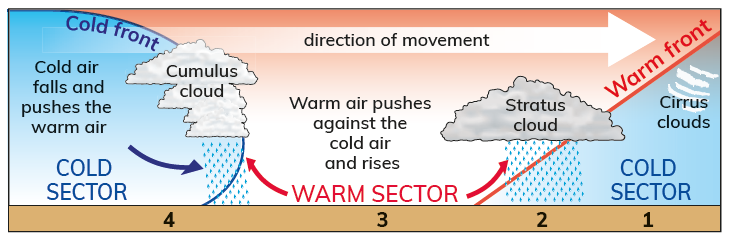 Cold front
direction of movement
Warm front
Cold air
falls and
pushes the
warm air
Cumulus
cloud
Warm air pushes
against the
cold air
and rises
Stratus
cloud
Cirrus
clouds
COLD
SECTOR
WARM SECTOR
COLD
SECTOR
4
3
2
1